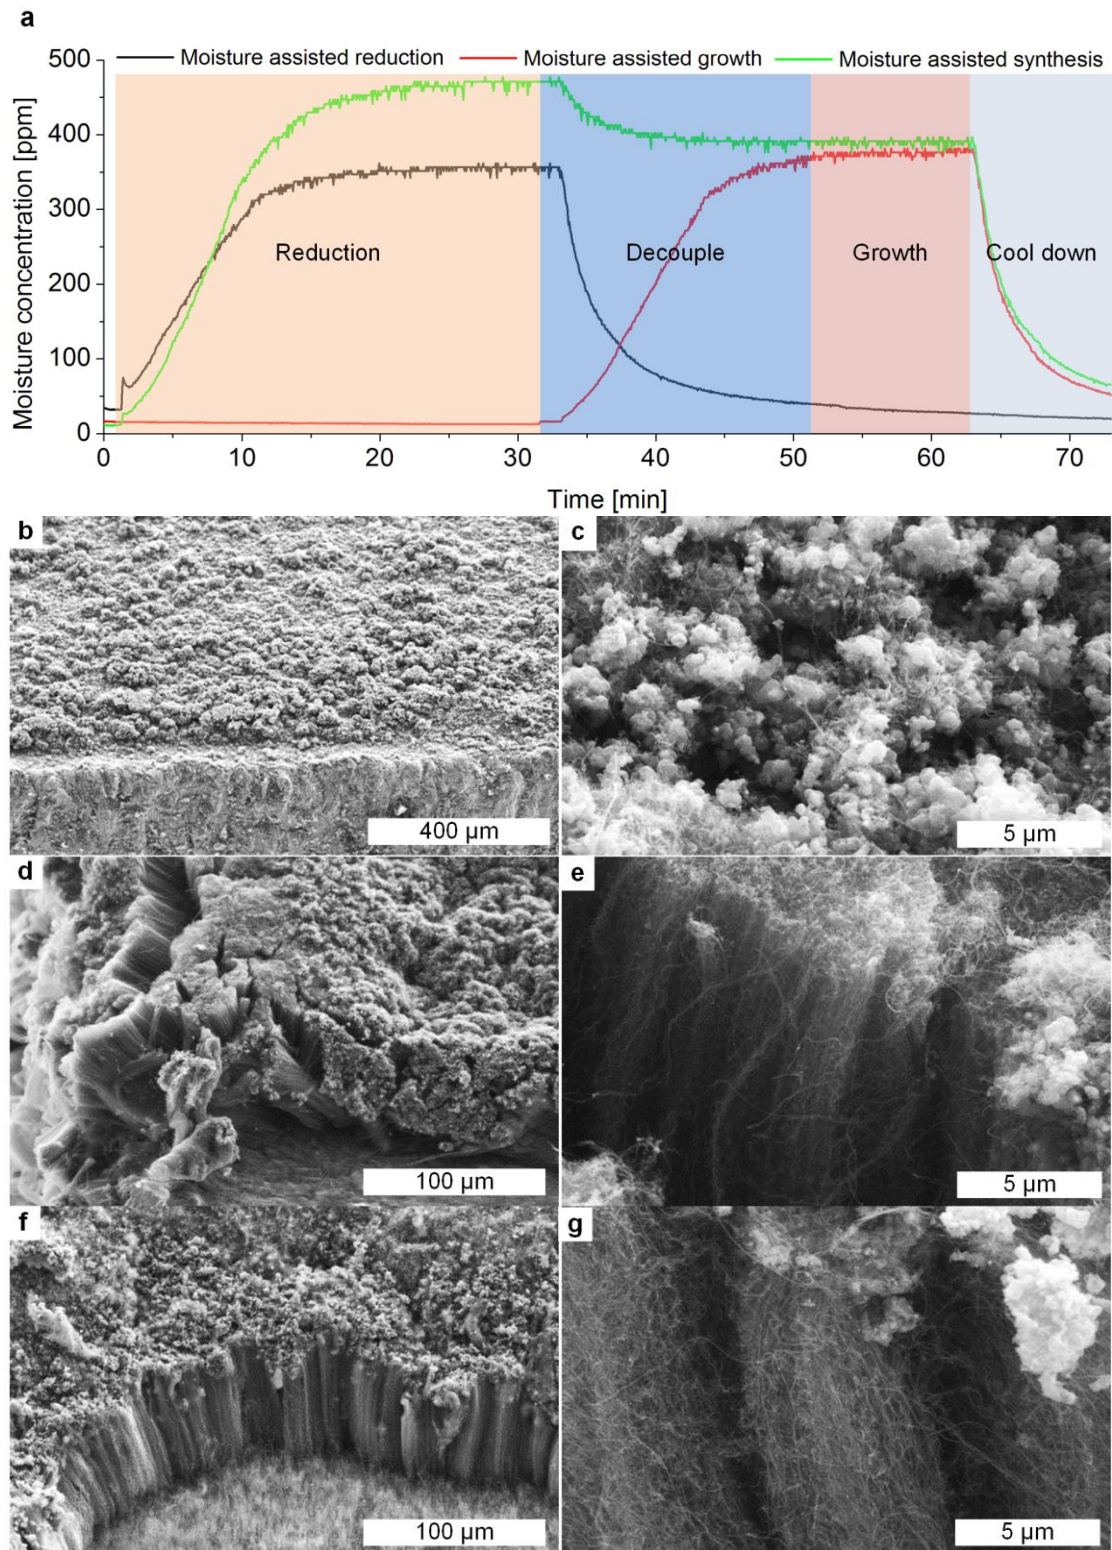 a
Moisture assisted reduction Moisture assisted growth Moisture assisted synthesis
500
400
300
200
100
0
Moisture concentration [ppm]
Reduction Decouple Growth Cool down
0 10 20 30 40 50 60 70
Time [min]
b c
400 µm 5 µm
d e
100 µm 5 µm
f g
100 µm 5 µm